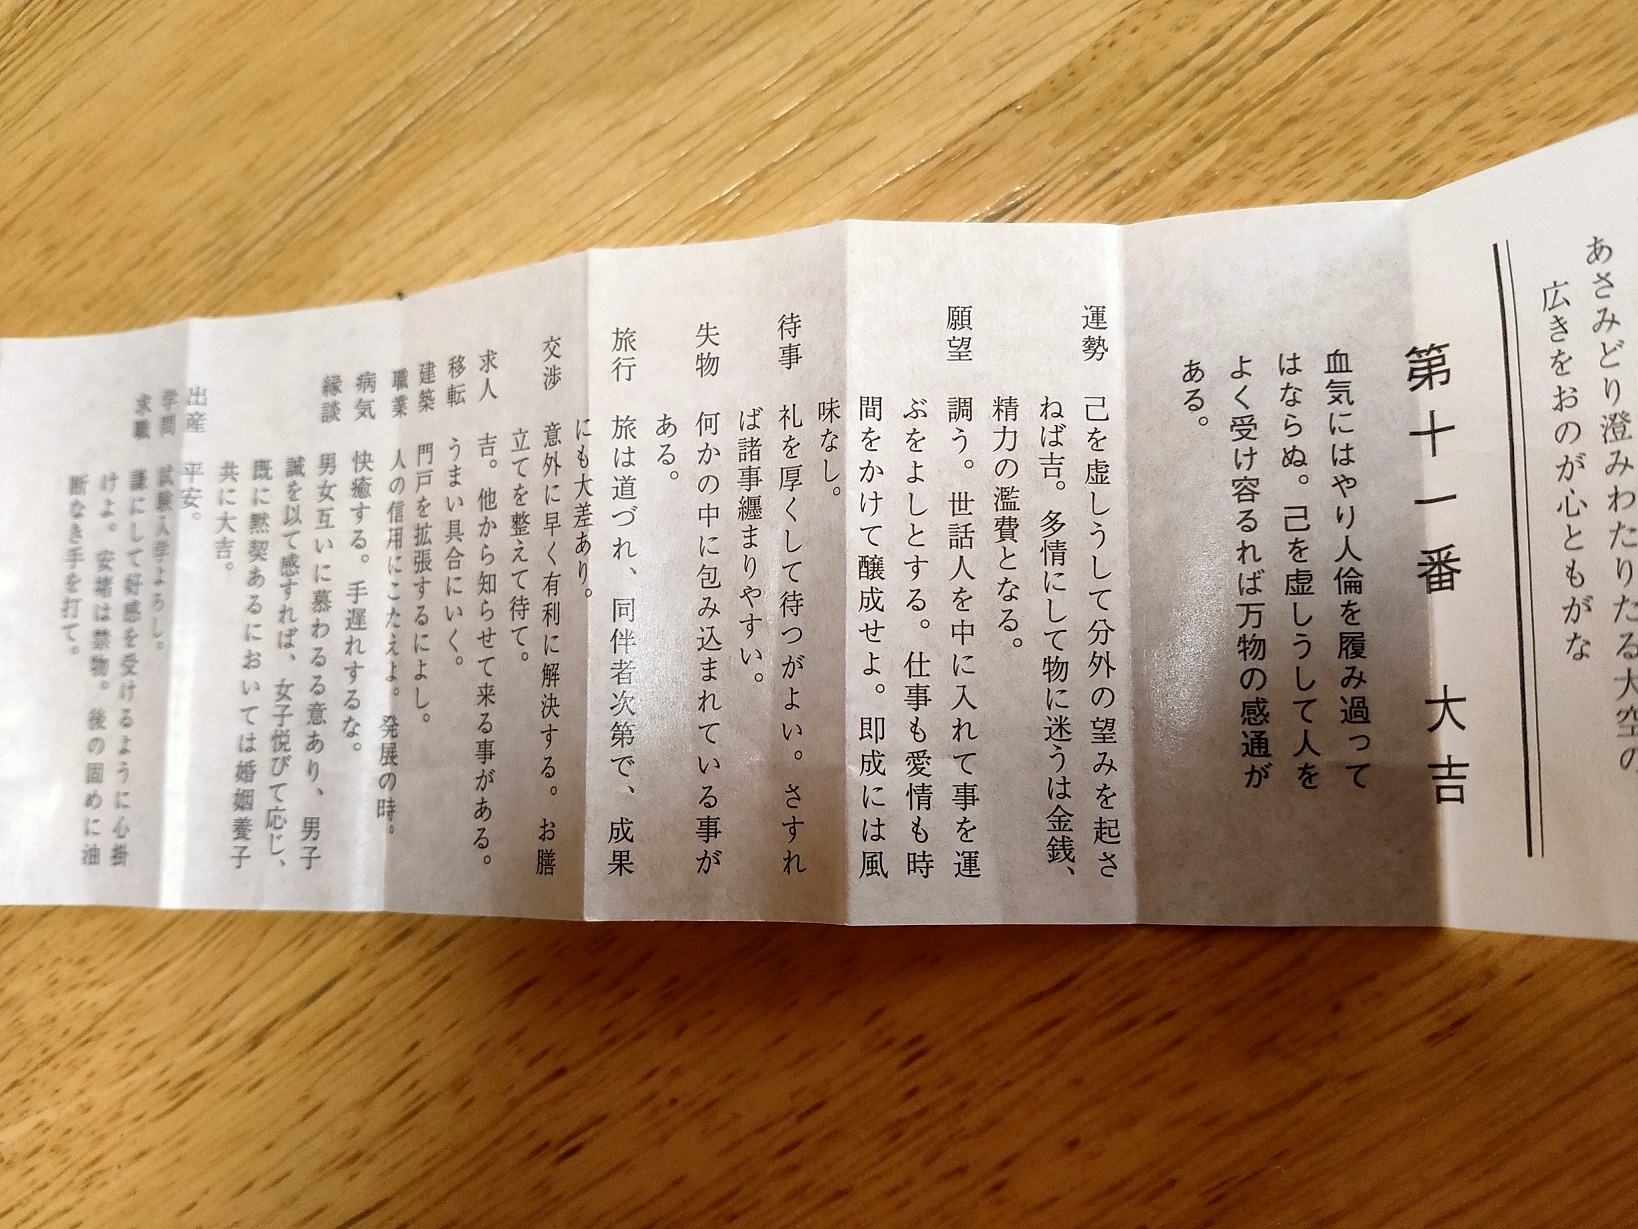 あさみどり澄みわたりたる大空の
広きをおのが心ともがな
第十一番　大吉
血気にはやり人倫を履み過って
はならぬ。己を虚しうして人を
よく受け容るれば万物の感通が
ある。
運勢　己を虚しうして分外の望みを起さ
ねば吉。多情にして物に迷うは金銭、
精力の濫費となる。
願望　調う。世話人を中に入れて事を運
ぶをよしとする。仕事も愛情も時
間をかけて醸成せよ。即成には風
味なし。
待事　礼を厚くして待つがよい。さすれ
ば諸事纒まりやすい。
失物　何かの中に包み込まれている事が
ある。
旅行　旅は道づれ、同伴者次第で、成果
にも大差あり。
交渉　意外に早く有利に解決する。お膳
立てを整えて待て。
求人　吉。他から知らせて来る事がある。
移転　うまい具合にいく。
建築　門戸を拡張するによし。
職業　人の信用にこたえよ。発展の時。
病気　快癒する。手遅れするな。
縁談　男女互いに慕わる意あり、男子
誠を以て感ずれば、女子悦びて応じ、
既に黙契あるにおいては婚姻養子
共に大吉。
出産　平安。
学問　試験入学よろし。
求職　謙にして好感を受けるように心掛
けよ。安堵は禁物。後の固めに油
断なき手を打て。